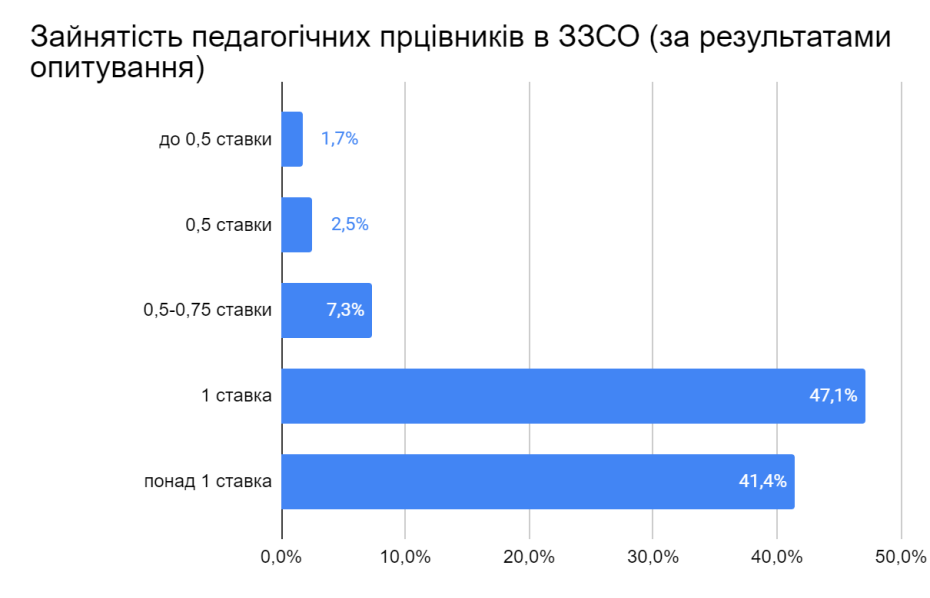 Зайнятість педагогічних прцівників в ЗЗСО (за результатами
опитування)
до 0,5 ставки
1,7%
0,5 ставки
2,5%
0,5-0,75 ставки
7,3%
1 ставка
47,1%
понад 1 ставка
41,4%
0,0%
10,0%
20,0%
30,0%
40,0%
50,0%